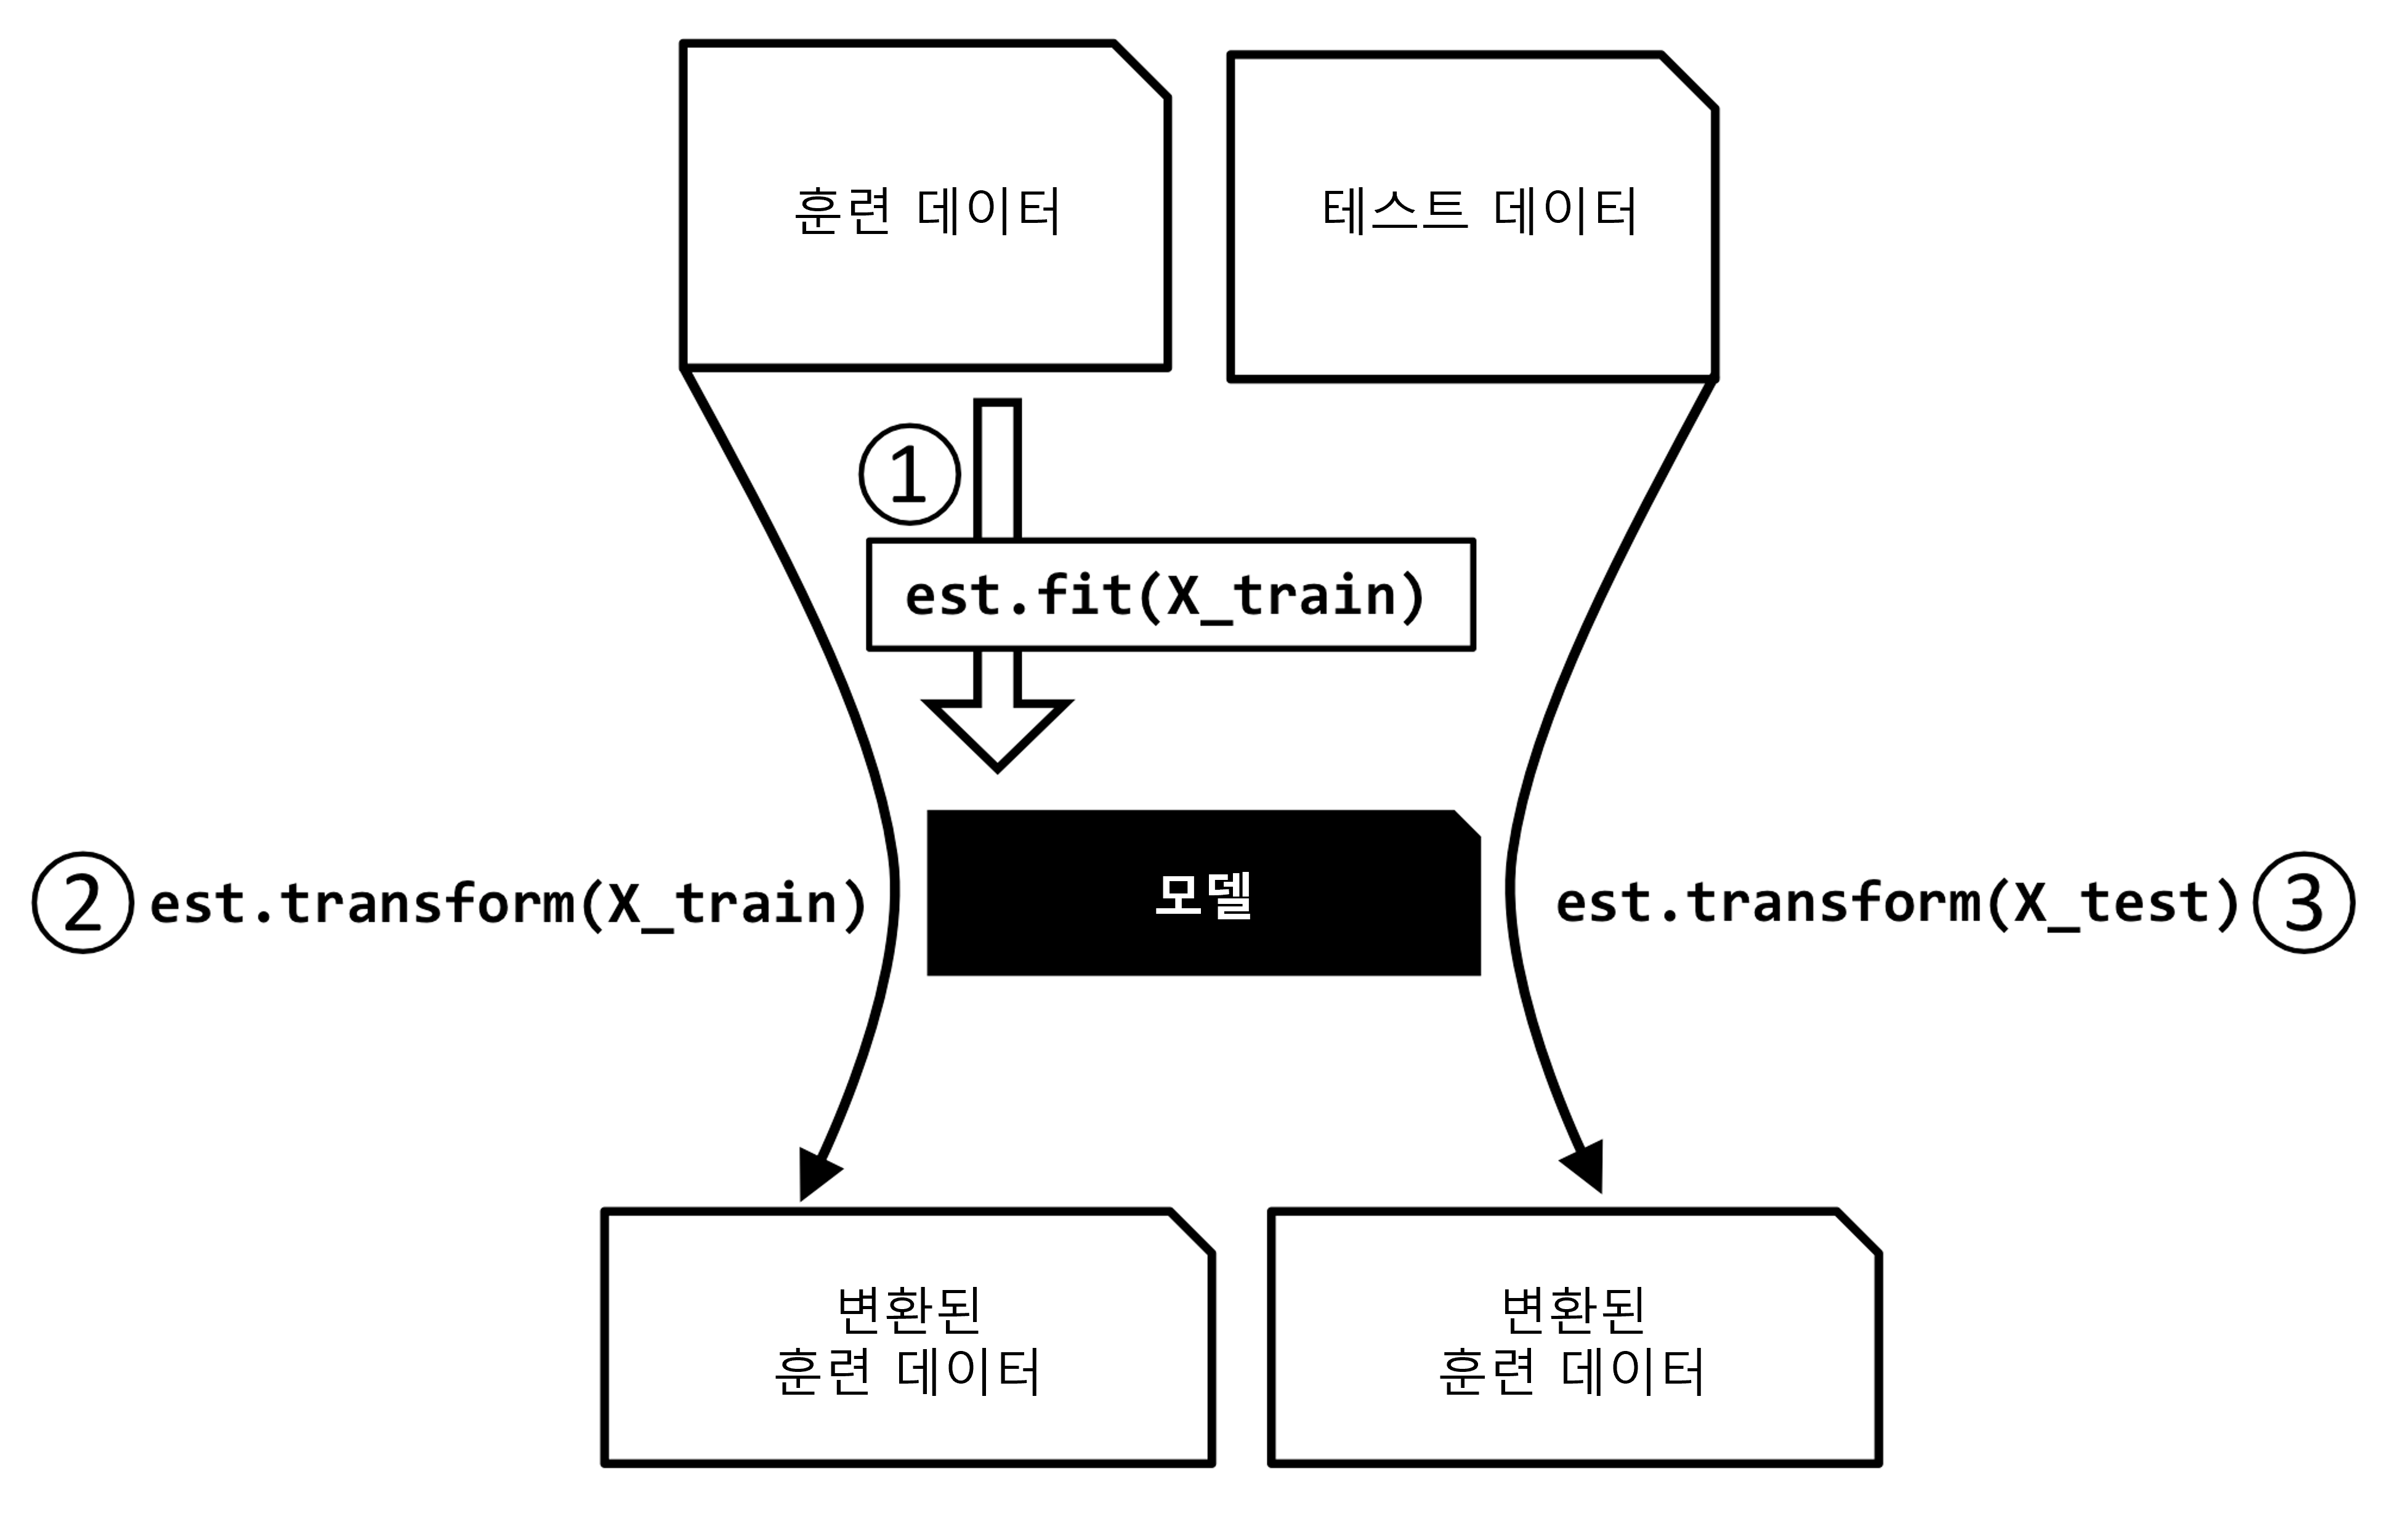 훈련 데이터
테스트 데이터
①
est.fit(X_train)
모델
② est.transform(X_train)
est.transform(X_test) ③
변환된
훈련 데이터
변환된
훈련 데이터